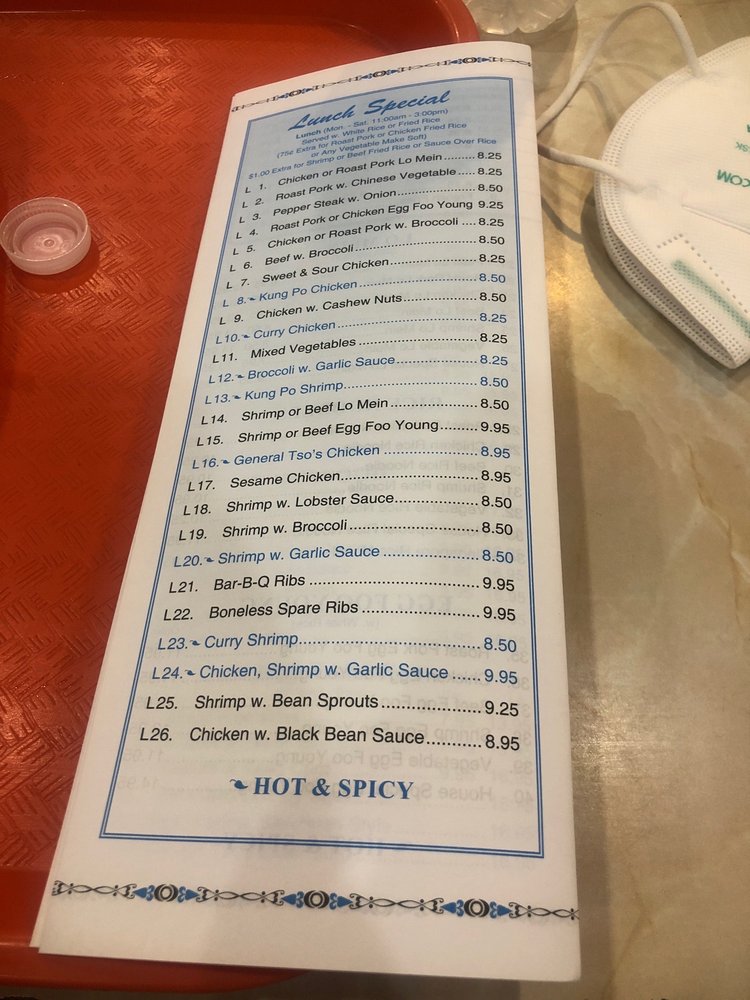 Lunch Special
Lunch (Mon. - Sat. 11:00am - 3:00pm)
Served w. White Rice or Fried Rice
(75¢ Extra for Roast Pork or Chicken Fried Rice
or Any Vegetable Make Soft)
$1.00 Extra for Shrimp or Beef Fried Rice or Sauce Over Rice
L 1. Chicken or Roast Pork Lo Mein......... 8.25
L 2. Roast Pork w. Chinese Vegetable..... 8.25
L 3. Pepper Steak w. Onion..................... 8.50
L 4. Roast Pork or Chicken Egg Foo Young 9.25
L 5. Chicken or Roast Pork w. Broccoli .... 8.25
L 6. Beef w. Broccoli................................ 8.50
L 7. Sweet & Sour Chicken...................... 8.25
L 8. Kung Po Chicken.............................. 8.50
L 9. Chicken w. Cashew Nuts................... 8.50
L10. Curry Chicken................................... 8.25
L11. Mixed Vegetables.............................. 8.25
L12. Broccoli w. Garlic Sauce..................... 8.25
L13. Kung Po Shrimp................................. 8.50
L14. Shrimp or Beef Lo Mein...................... 8.50
L15. Shrimp or Beef Egg Foo Young.......... 9.95
L16. General Tso's Chicken ...................... 8.95
L17. Sesame Chicken................................ 8.95
L18. Shrimp w. Lobster Sauce.................... 8.50
L19. Shrimp w. Broccoli.............................. 8.50
L20. Shrimp w. Garlic Sauce ...................... 8.50
L21. Bar-B-Q Ribs ..................................... 9.95
L22. Boneless Spare Ribs .......................... 9.95
L23. Curry Shrimp....................................... 8.50
L24. Chicken, Shrimp w. Garlic Sauce ....... 9.95
L25. Shrimp w. Bean Sprouts...................... 9.25
L26. Chicken w. Black Bean Sauce............ 8.95
HOT & SPICY
COM